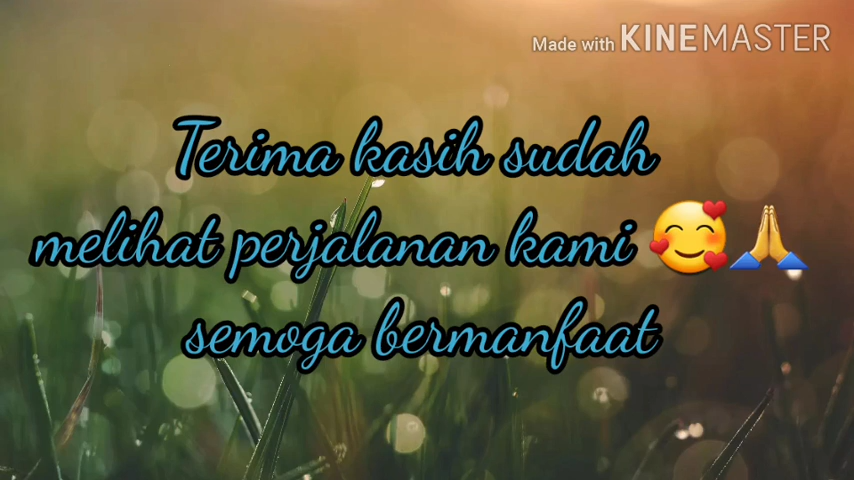 Made with KINEMASTER
Terima kasih sudah
melihat perjalanan kami 🥰🙏
semoga bermanfaat